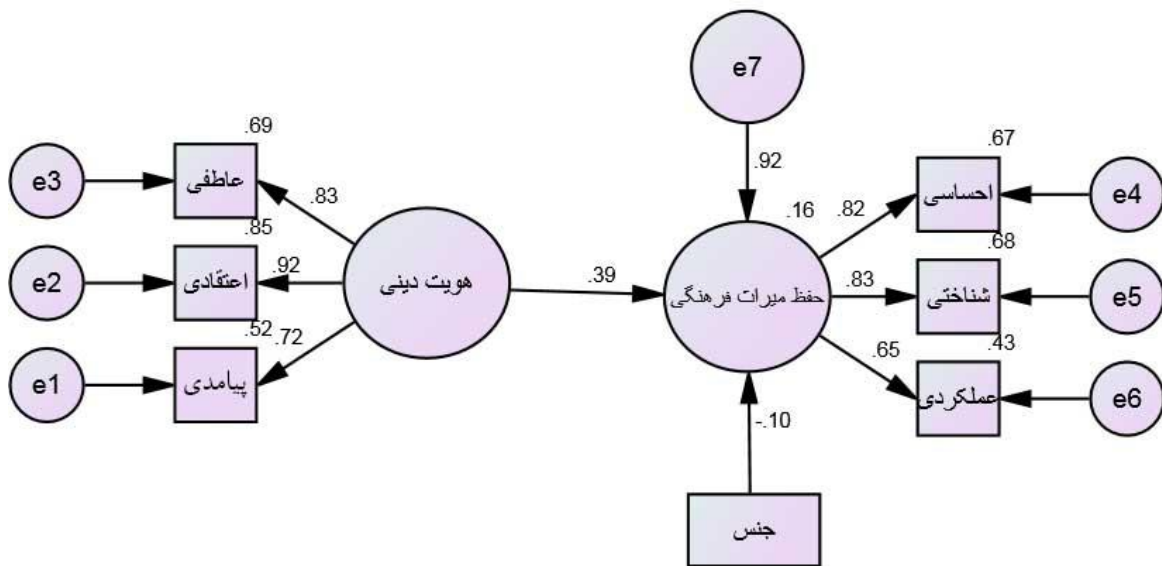 e7
.92
.69
e3
عاطفی
.83
.85
e2
اعتقادی
.92
.52
.72
e1
پیامدی
هویت دینی
.39
.16
حفظ میراث فرهنگی
-.10
جنس
.67
.82
احساسی
e4
.68
.83
شناختی
e5
.43
.65
عملکردی
e6